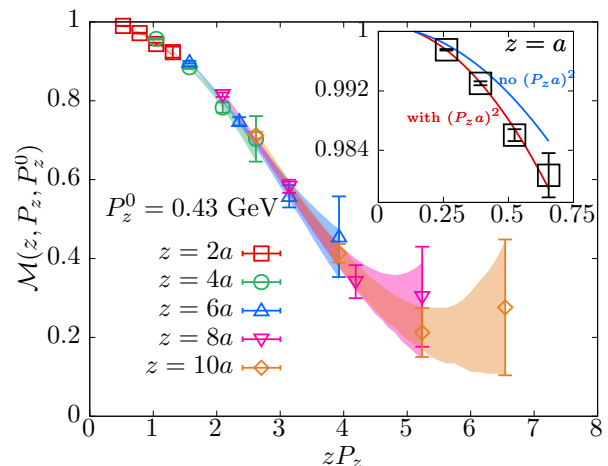 1
0.8
0.6
0.4
0.2
0
0 1 2 3 4 5 6 7 8
zP_z
M(z, P_z, P_z^0)
P_z^0 = 0.43 GeV
z = 2a
z = 4a
z = 6a
z = 8a
z = 10a
z = a
1
0.992
0.984
0 0.25 0.5 0.75
no (P_z a)^2
with (P_z a)^2